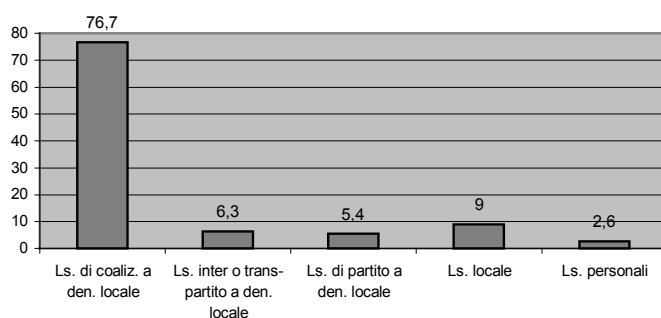 76,7
80
70
60
50
40
30
20
10
0
6,3
5,4
9
2,6
Ls. di coaliz. a
den. locale
Ls. inter o trans-
partito a den.
locale
Ls. di partito a
den. locale
Ls. locale
Ls. personali